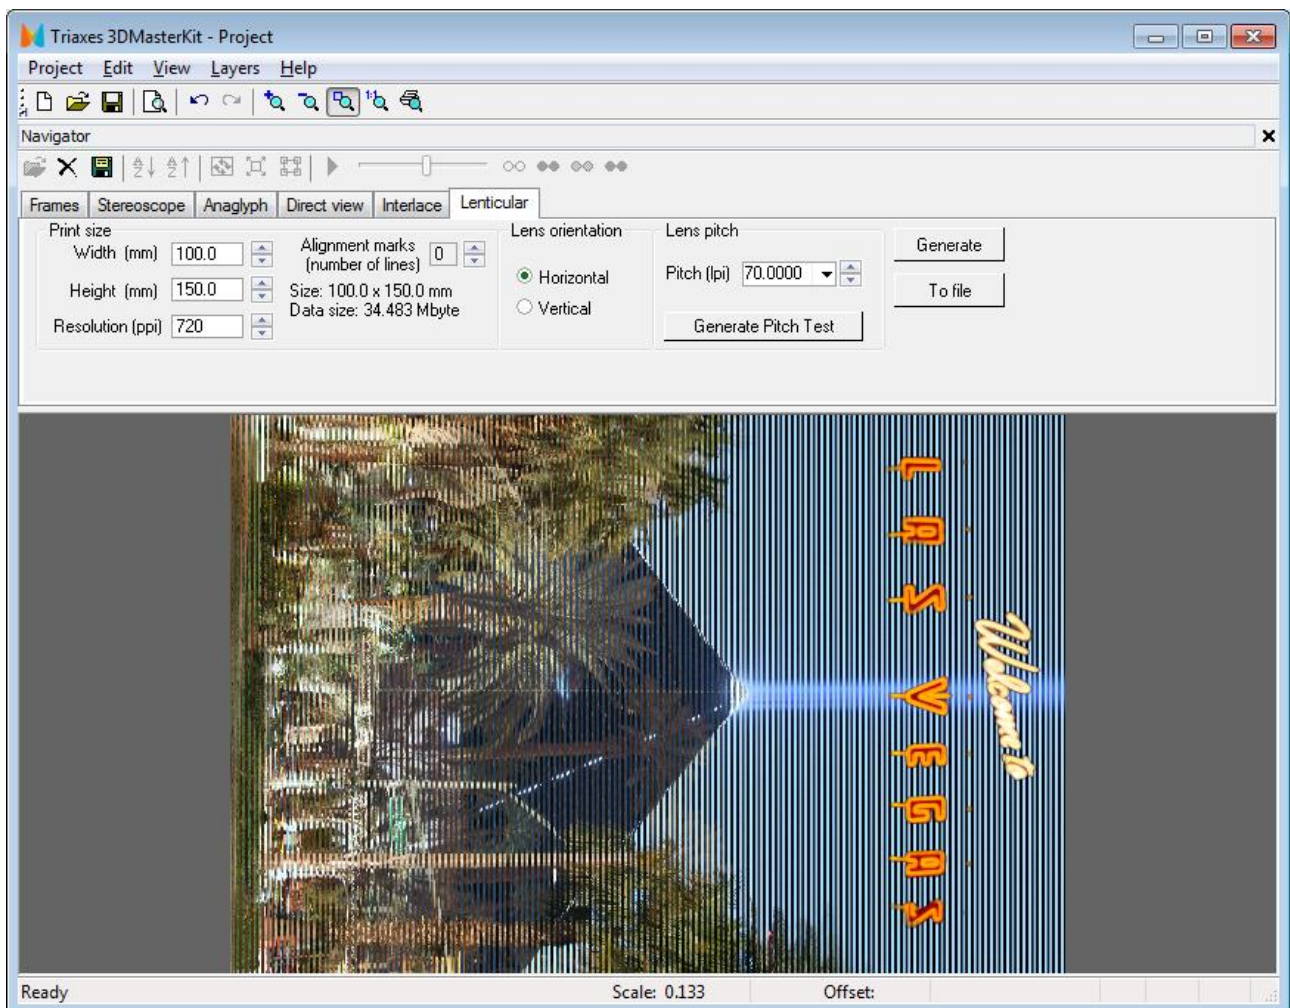 Triaxes 3DMasterKit - Project
Project Edit View Layers Help
1:1
Navigator
Frames Stereoscope Anaglyph Direct view Interlace Lenticular
Print size
Width (mm) 100.0
Height (mm) 150.0
Resolution (ppi) 720
Alignment marks
(number of lines) 0
Size: 100.0 x 150.0 mm
Data size: 34.483 Mbyte
Lens orientation
Horizontal
Vertical
Lens pitch
Pitch (lpi) 70.0000
Generate Pitch Test
Generate
To file
Welcome to
LAS VEGAS
Ready Scale: 0.133 Offset: